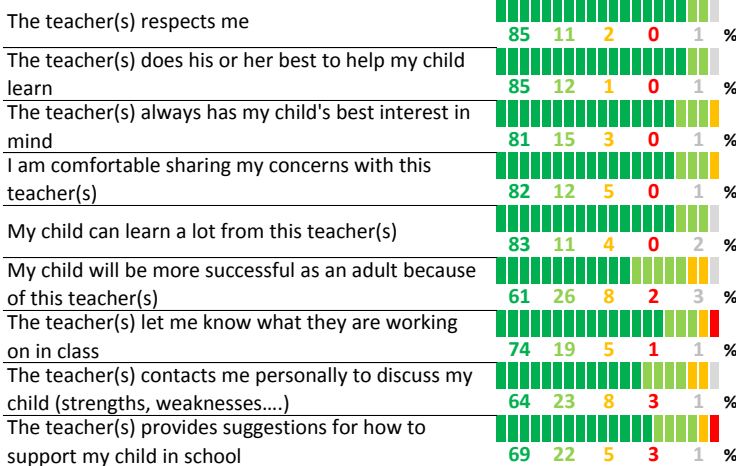 The teacher(s) respects me
85 11 2 0 1 %
The teacher(s) does his or her best to help my child
learn
85 12 1 0 1 %
The teacher(s) always has my child's best interest in
mind
81 15 3 0 1 %
I am comfortable sharing my concerns with this
teacher(s)
82 12 5 0 1 %
My child can learn a lot from this teacher(s)
83 11 4 0 2 %
My child will be more successful as an adult because
of this teacher(s)
61 26 8 2 3 %
The teacher(s) let me know what they are working
on in class
74 19 5 1 1 %
The teacher(s) contacts me personally to discuss my
child (strengths, weaknesses....)
64 23 8 3 1 %
The teacher(s) provides suggestions for how to
support my child in school
69 22 5 3 1 %